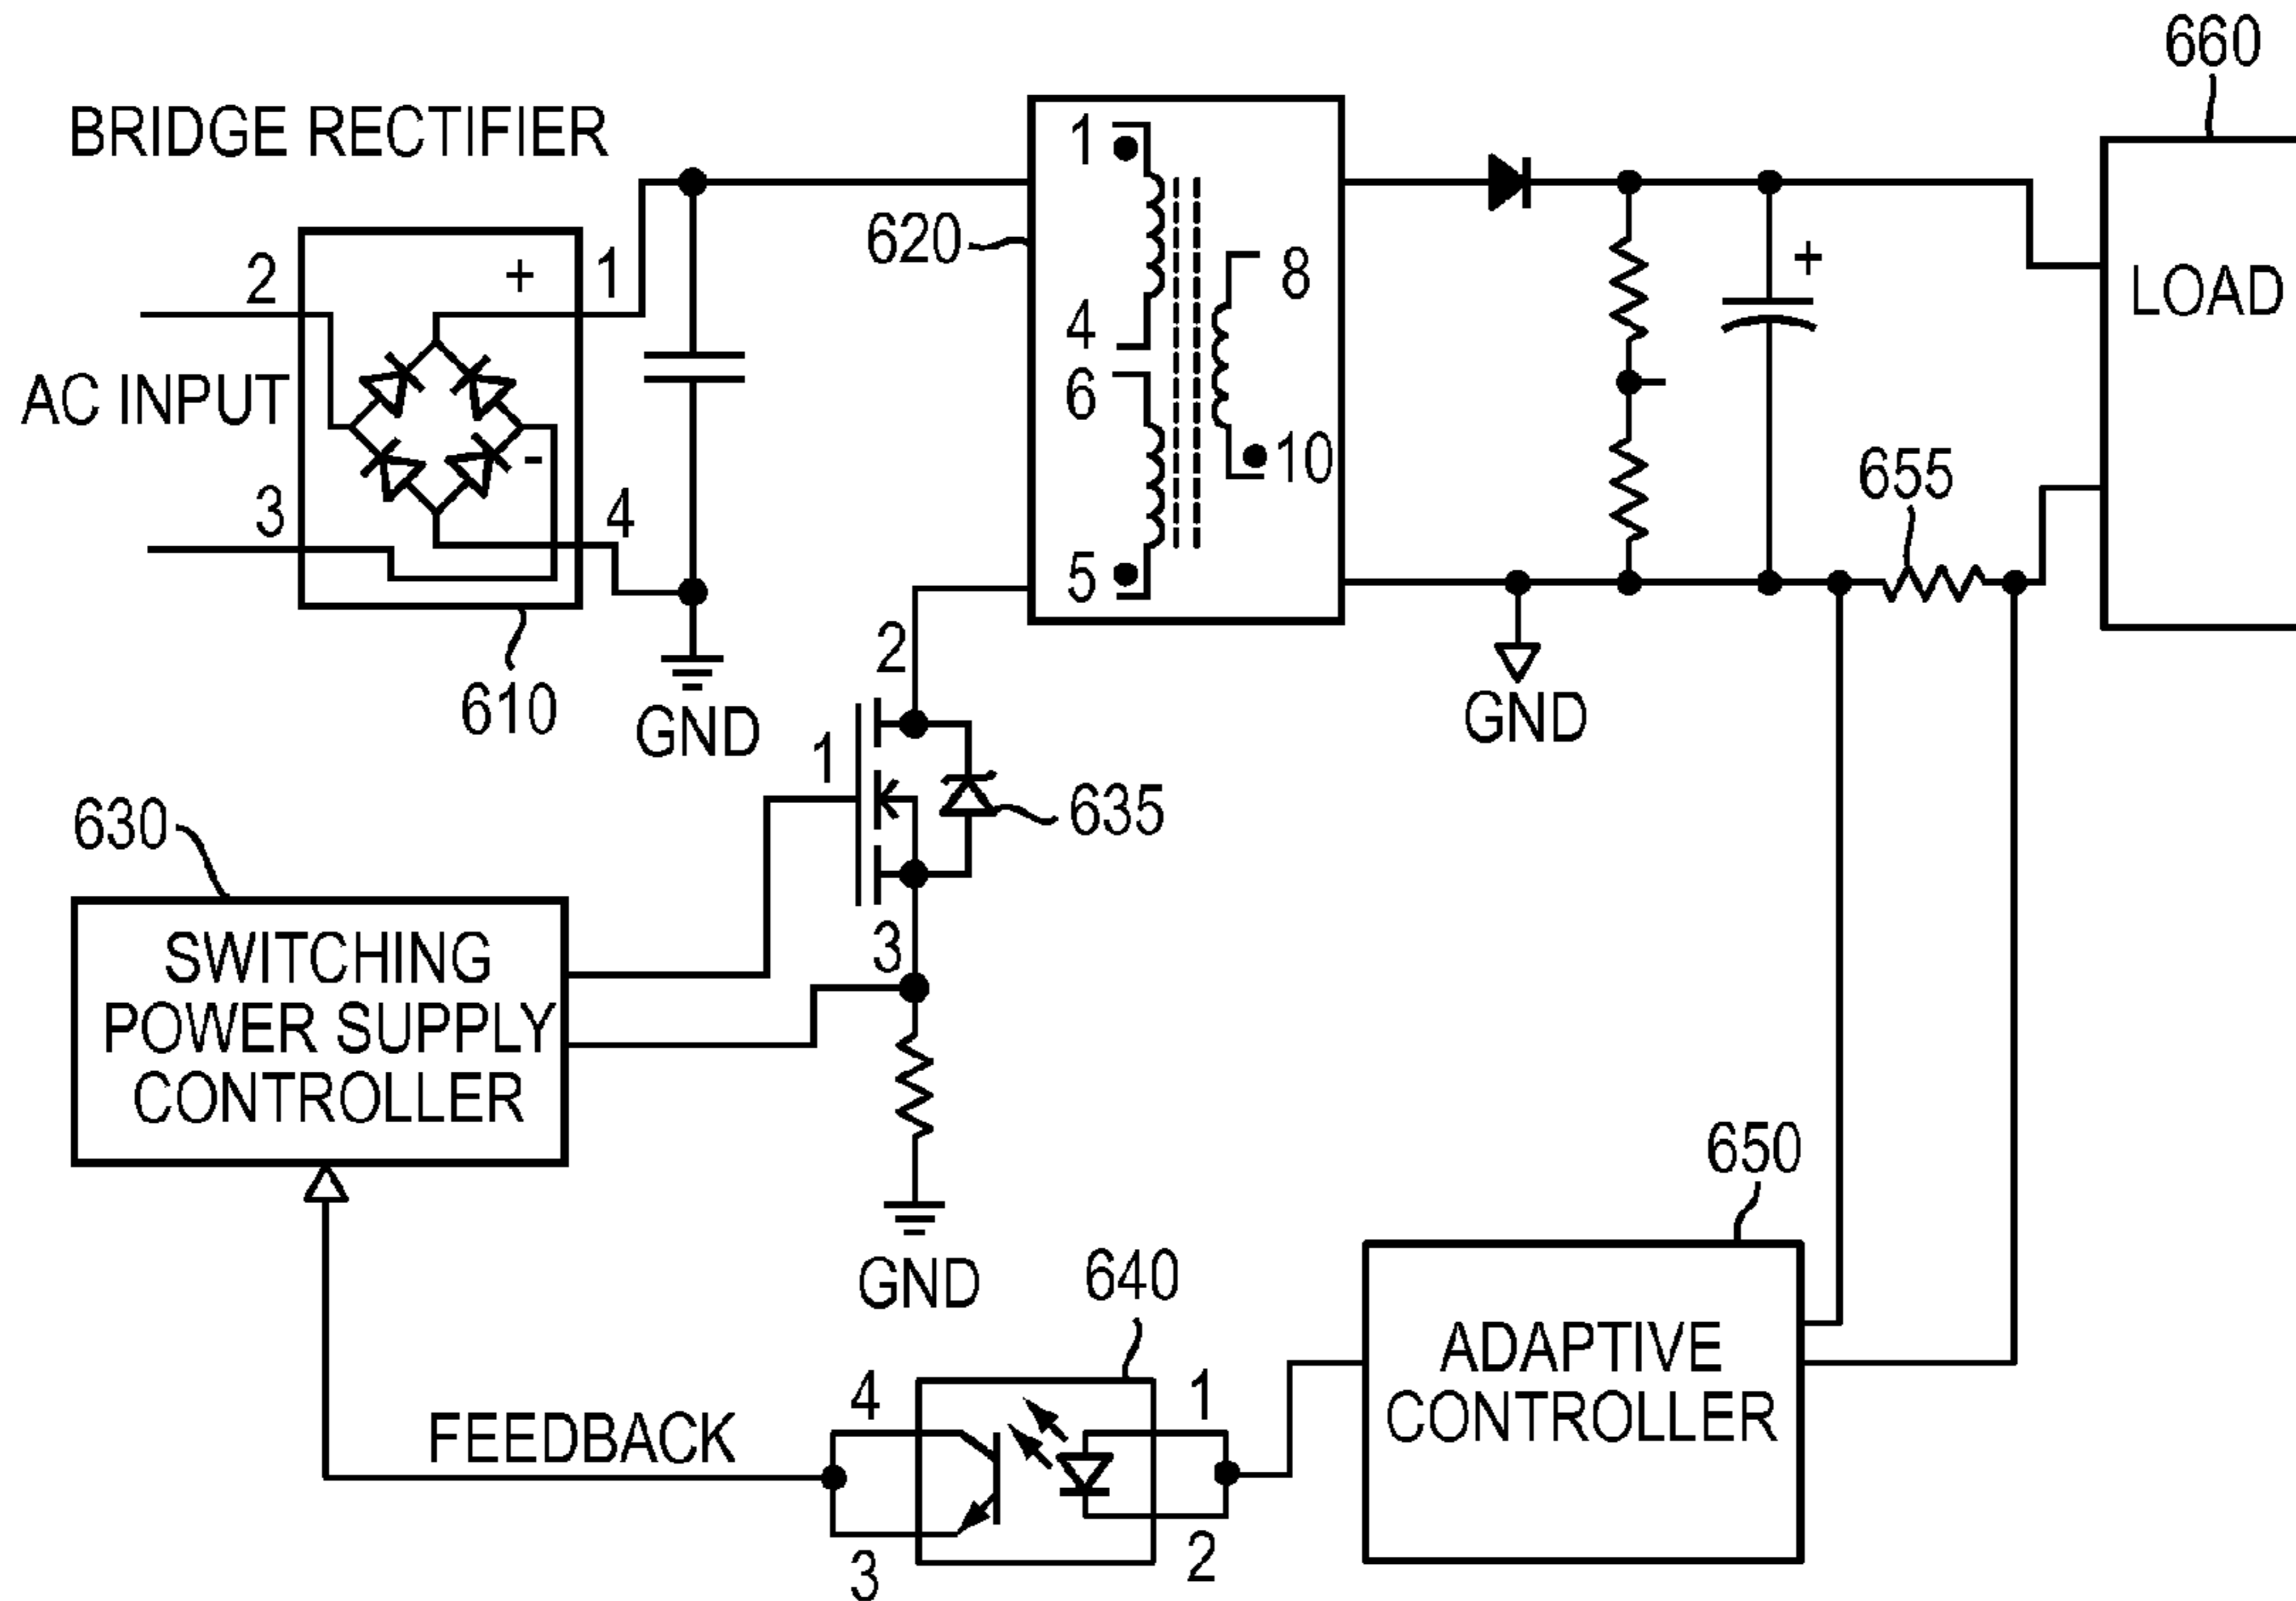 660
BRIDGE RECTIFIER
1
620
2
+
1
8
+
LOAD
4
AC INPUT
6
-
10
655
3
4
5
2
610
GND
GND
1
635
630
3
SWITCHING
POWER SUPPLY
CONTROLLER
650
GND
640
ADAPTIVE
CONTROLLER
4
1
FEEDBACK
3
2